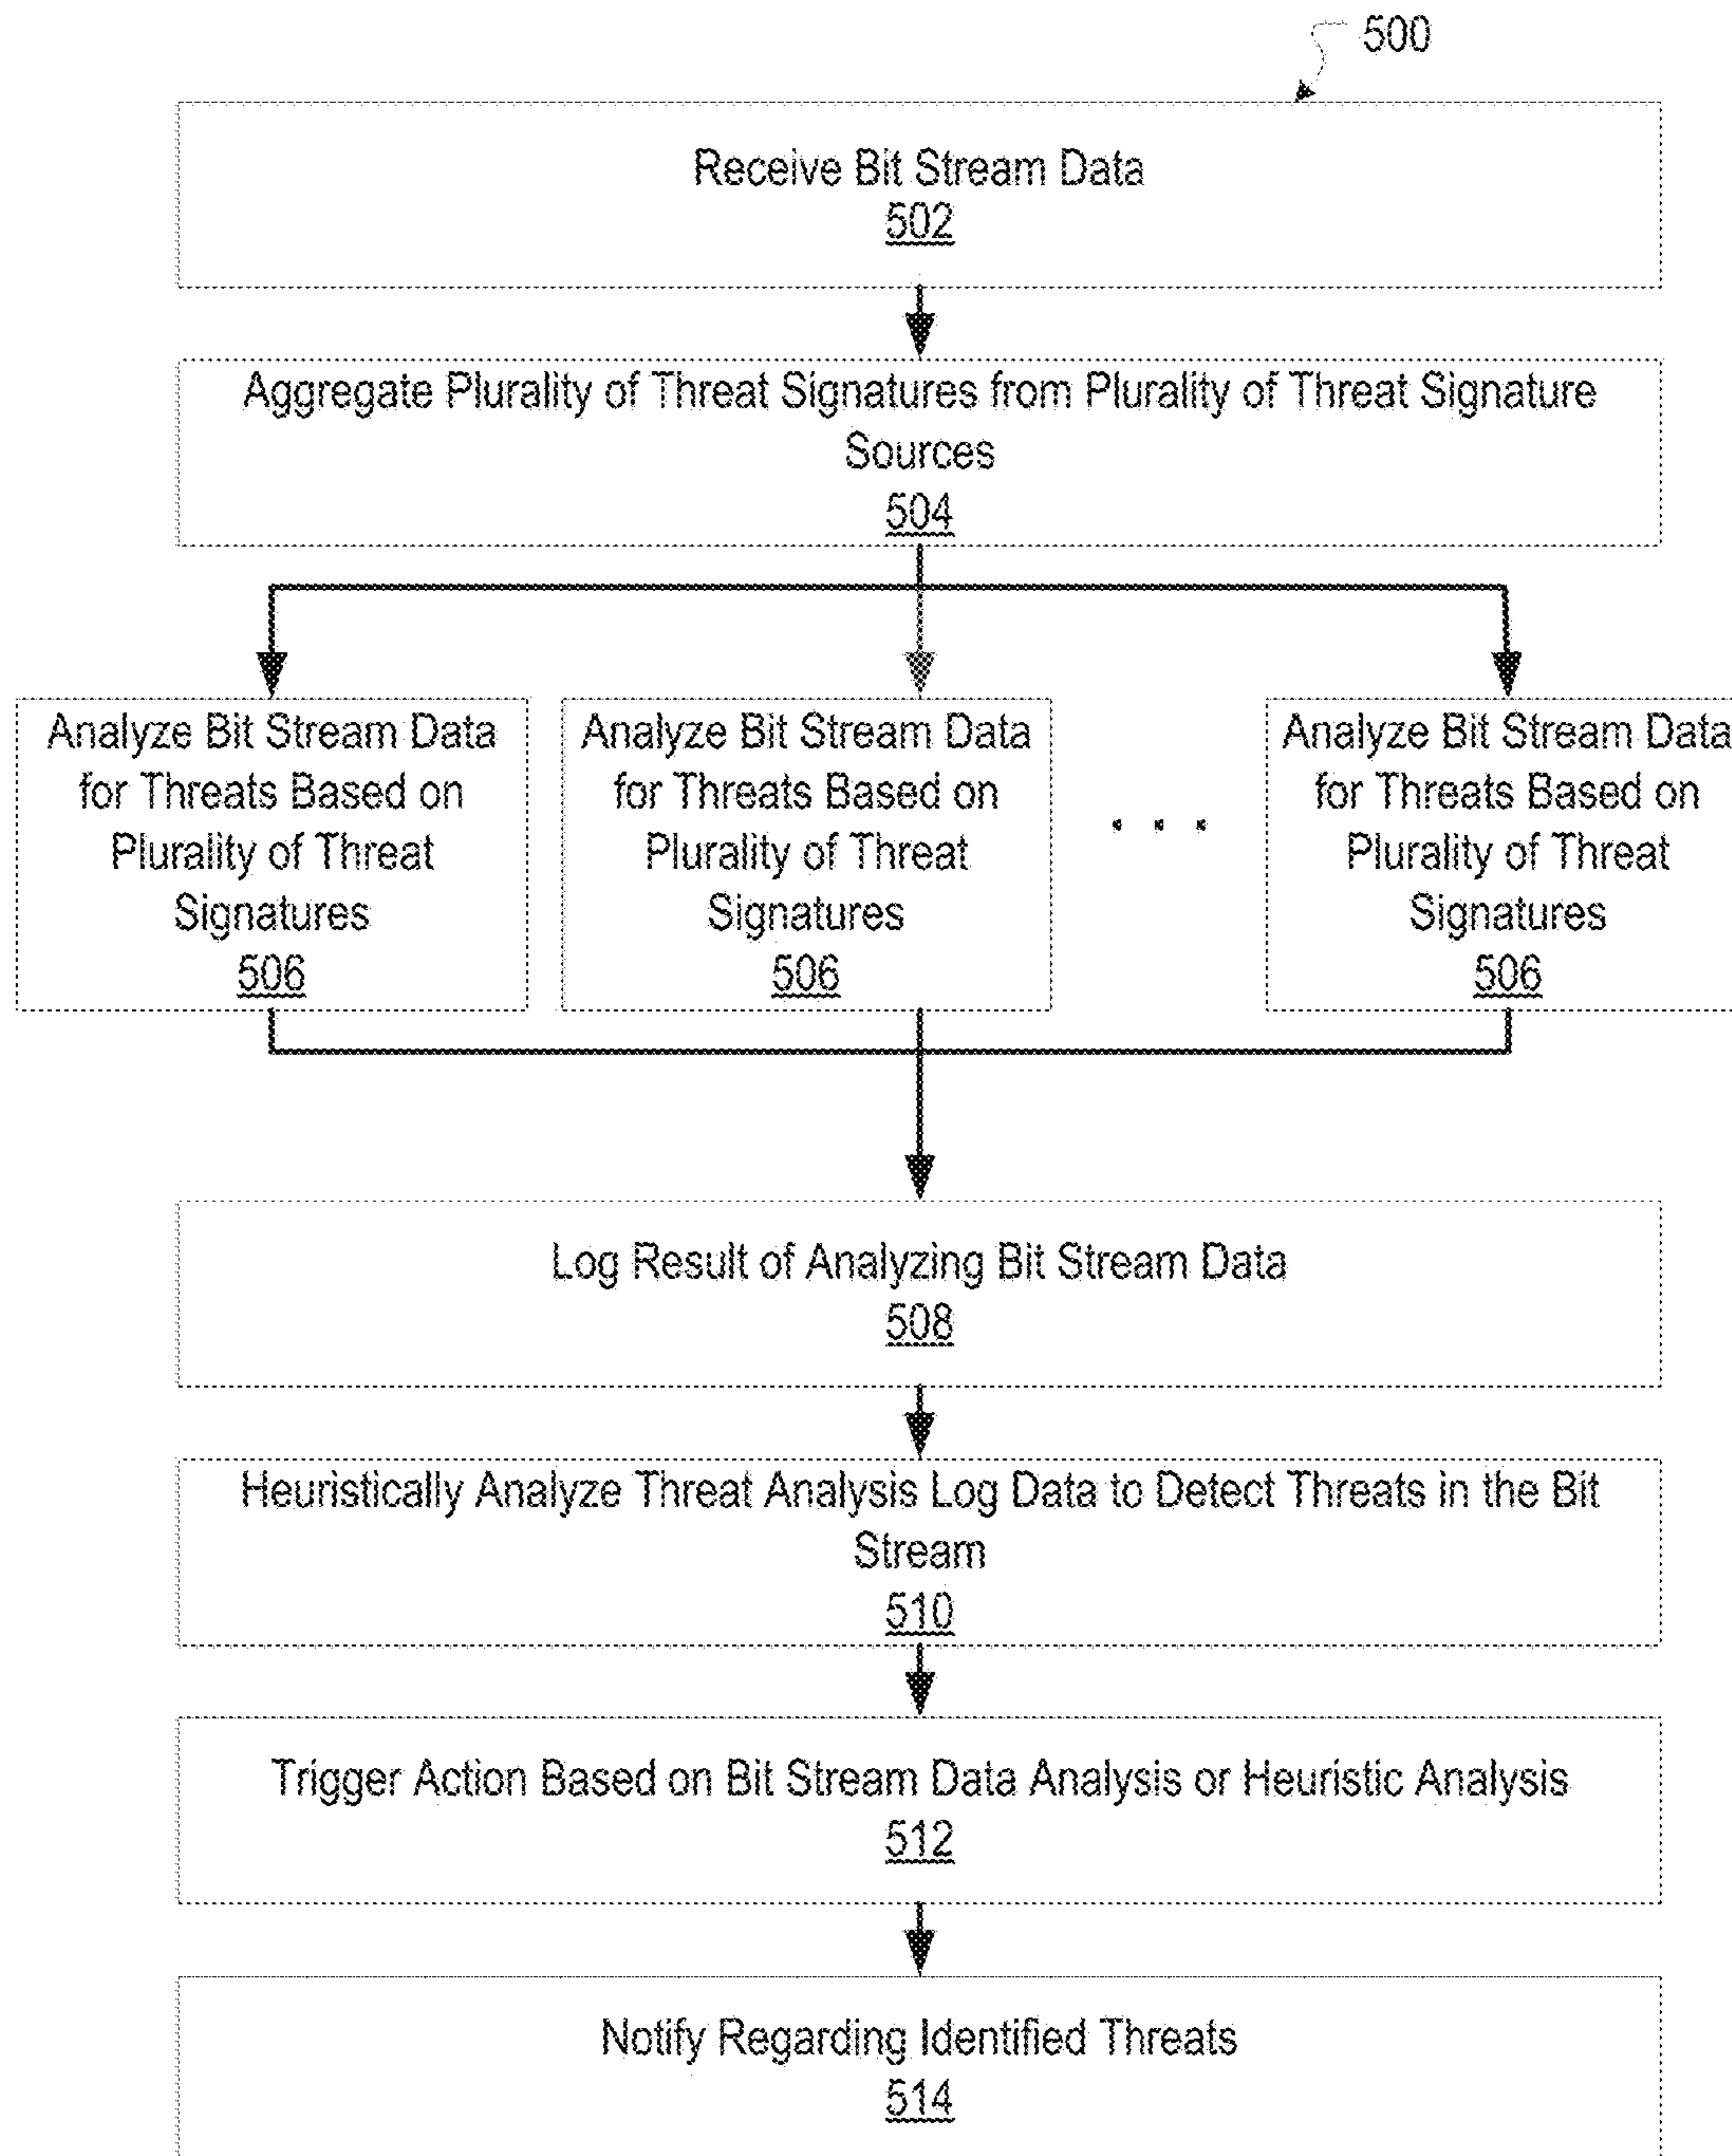 500
Receive Bit Stream Data
502
Aggregate Plurality of Threat Signatures from Plurality of Threat Signature
Sources
504
Analyze Bit Stream Data
for Threats Based on
Plurality of Threat
Signatures
506
Analyze Bit Stream Data
for Threats Based on
Plurality of Threat
Signatures
506
. . .
Analyze Bit Stream Data
for Threats Based on
Plurality of Threat
Signatures
506
Log Result of Analyzing Bit Stream Data
508
Heuristically Analyze Threat Analysis Log Data to Detect Threats in the Bit
Stream
510
Trigger Action Based on Bit Stream Data Analysis or Heuristic Analysis
512
Notify Regarding Identified Threats
514